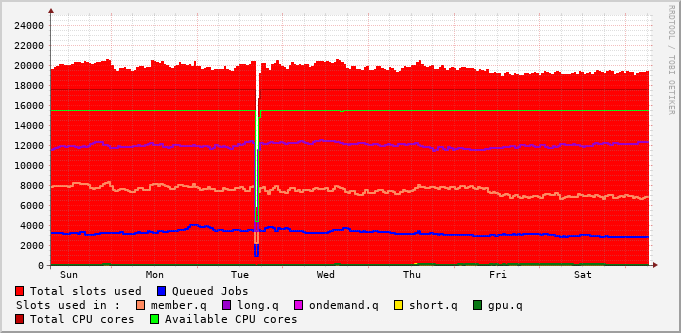 RRDTOOL / TOBI OETIKER
24000
22000
20000
18000
16000
14000
12000
10000
8000
6000
4000
2000
0
Sun Mon Tue Wed Thu Fri Sat
Total slots used Queued Jobs
Slots used in : member.q long.q ondemand.q short.q gpu.q
Total CPU cores Available CPU cores